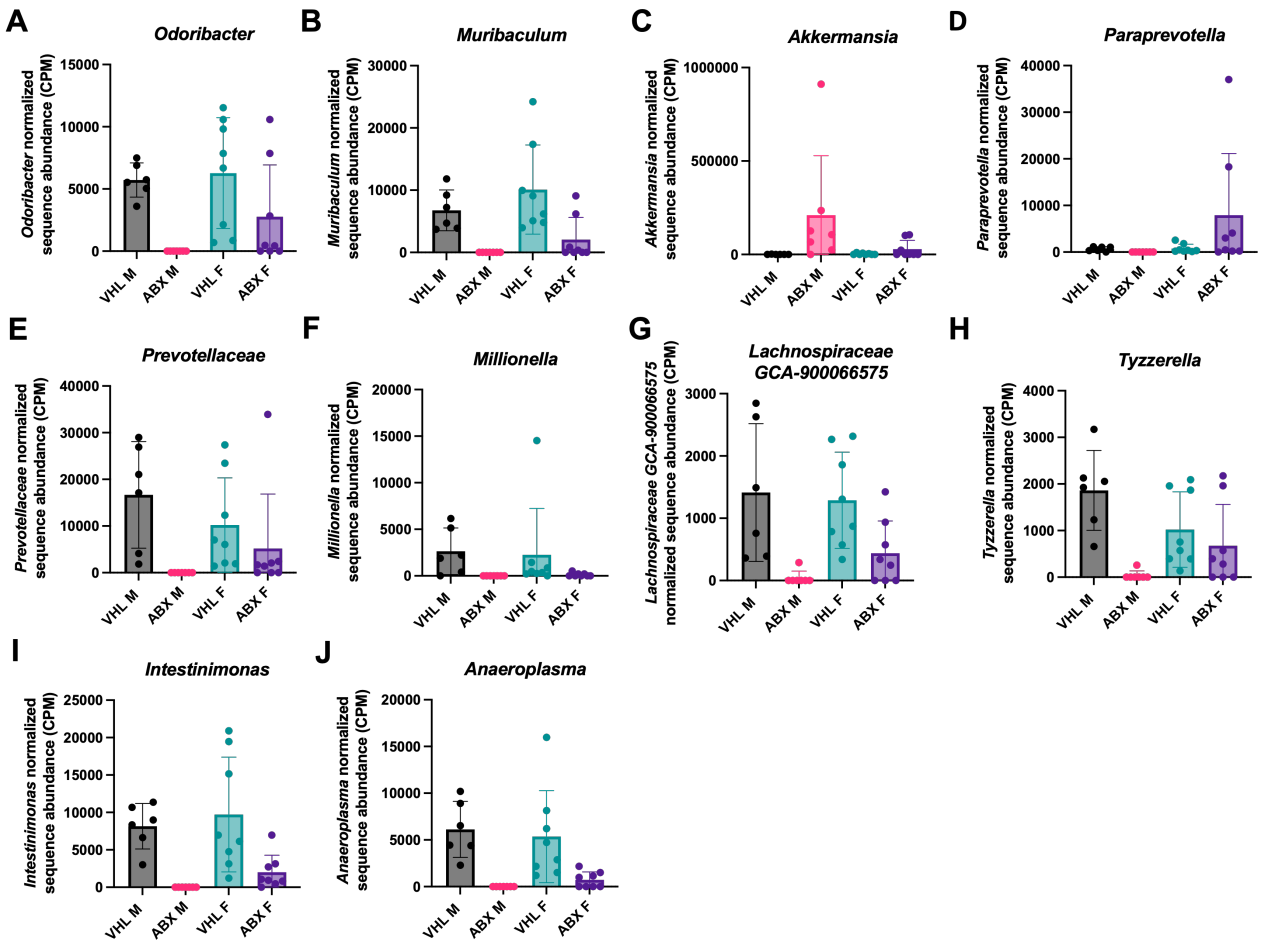 A
Odoribacter
Odoribacter normalized
sequence abundance (CPM)
15000
10000
5000
0
VHL M
ABX M
VHL F
ABX F
B
Muribaculum
Muribaculum normalized
sequence abundance (CPM)
30000
20000
10000
0
VHL M
ABX M
VHL F
ABX F
C
Akkermansia
Akkermansia normalized
sequence abundance (CPM)
1000000
500000
0
VHL M
ABX M
VHL F
ABX F
D
Paraprevotella
Paraprevotella normalized
sequence abundance (CPM)
40000
30000
20000
10000
0
VHL M
ABX M
VHL F
ABX F
E
Prevotellaceae
Prevotellaceae normalized
sequence abundance (CPM)
40000
30000
20000
10000
0
VHL M
ABX M
VHL F
ABX F
F
Millionella
Millionella normalized
sequence abundance (CPM)
20000
15000
10000
5000
0
VHL M
ABX M
VHL F
ABX F
G
Lachnospiraceae
GCA-900066575
Lachnospiraceae GCA-900066575
normalized sequence abundance (CPM)
3000
2000
1000
0
VHL M
ABX M
VHL F
ABX F
H
Tyzzerella
Tyzzerella normalized
sequence abundance (CPM)
4000
3000
2000
1000
0
VHL M
ABX M
VHL F
ABX F
I
Intestinimonas
Intestinimonas normalized
sequence abundance (CPM)
25000
20000
15000
10000
5000
0
VHL M
ABX M
VHL F
ABX F
J
Anaeroplasma
Anaeroplasma normalized
sequence abundance (CPM)
20000
15000
10000
5000
0
VHL M
ABX M
VHL F
ABX F